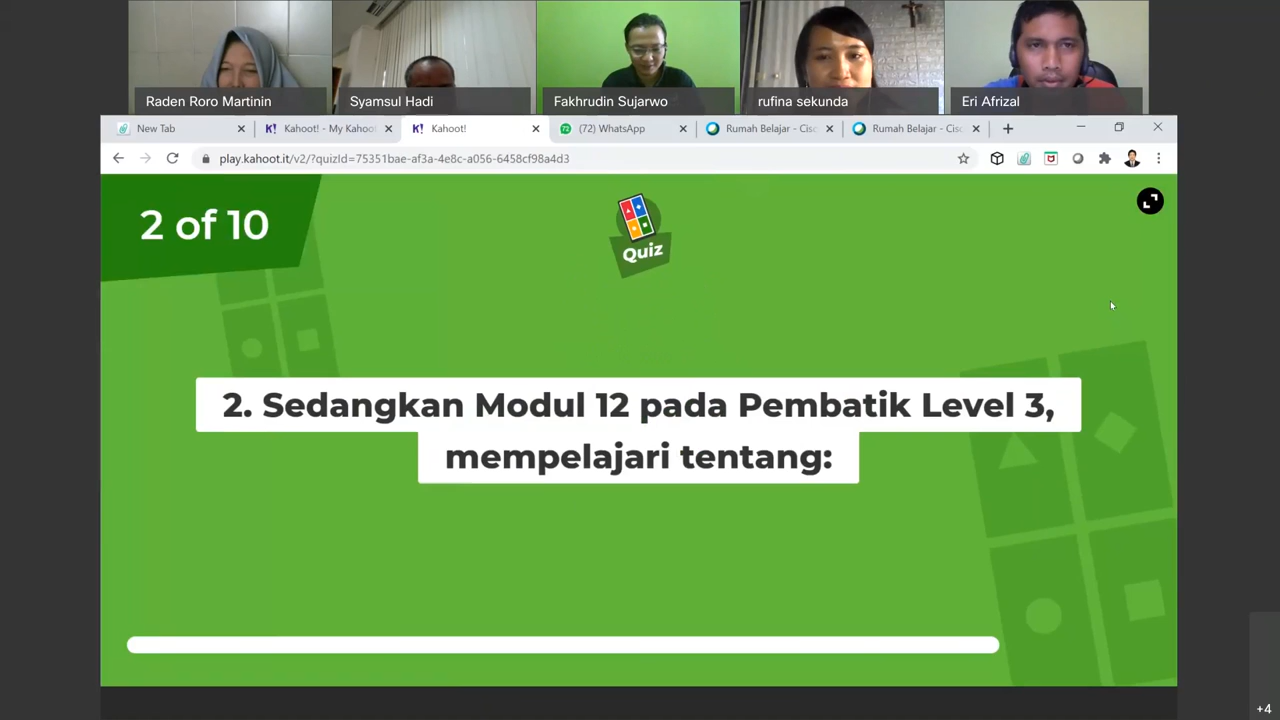 Raden Roro Martinin
Syamsul Hadi
Fakhrudin Sujarwo
rufina sekunda
Eri Afrizal
New Tab
Kahoot! - My Kahoot
Kahoot!
(72) WhatsApp
Rumah Belajar - Cisc
Rumah Belajar - Cisc
play.kahoot.it/v2/?quizId=75351bae-af3a-4e8c-a056-6458cf98a4d3
2 of 10
Quiz
2. Sedangkan Modul 12 pada Pembatik Level 3,
mempelajari tentang:
+4